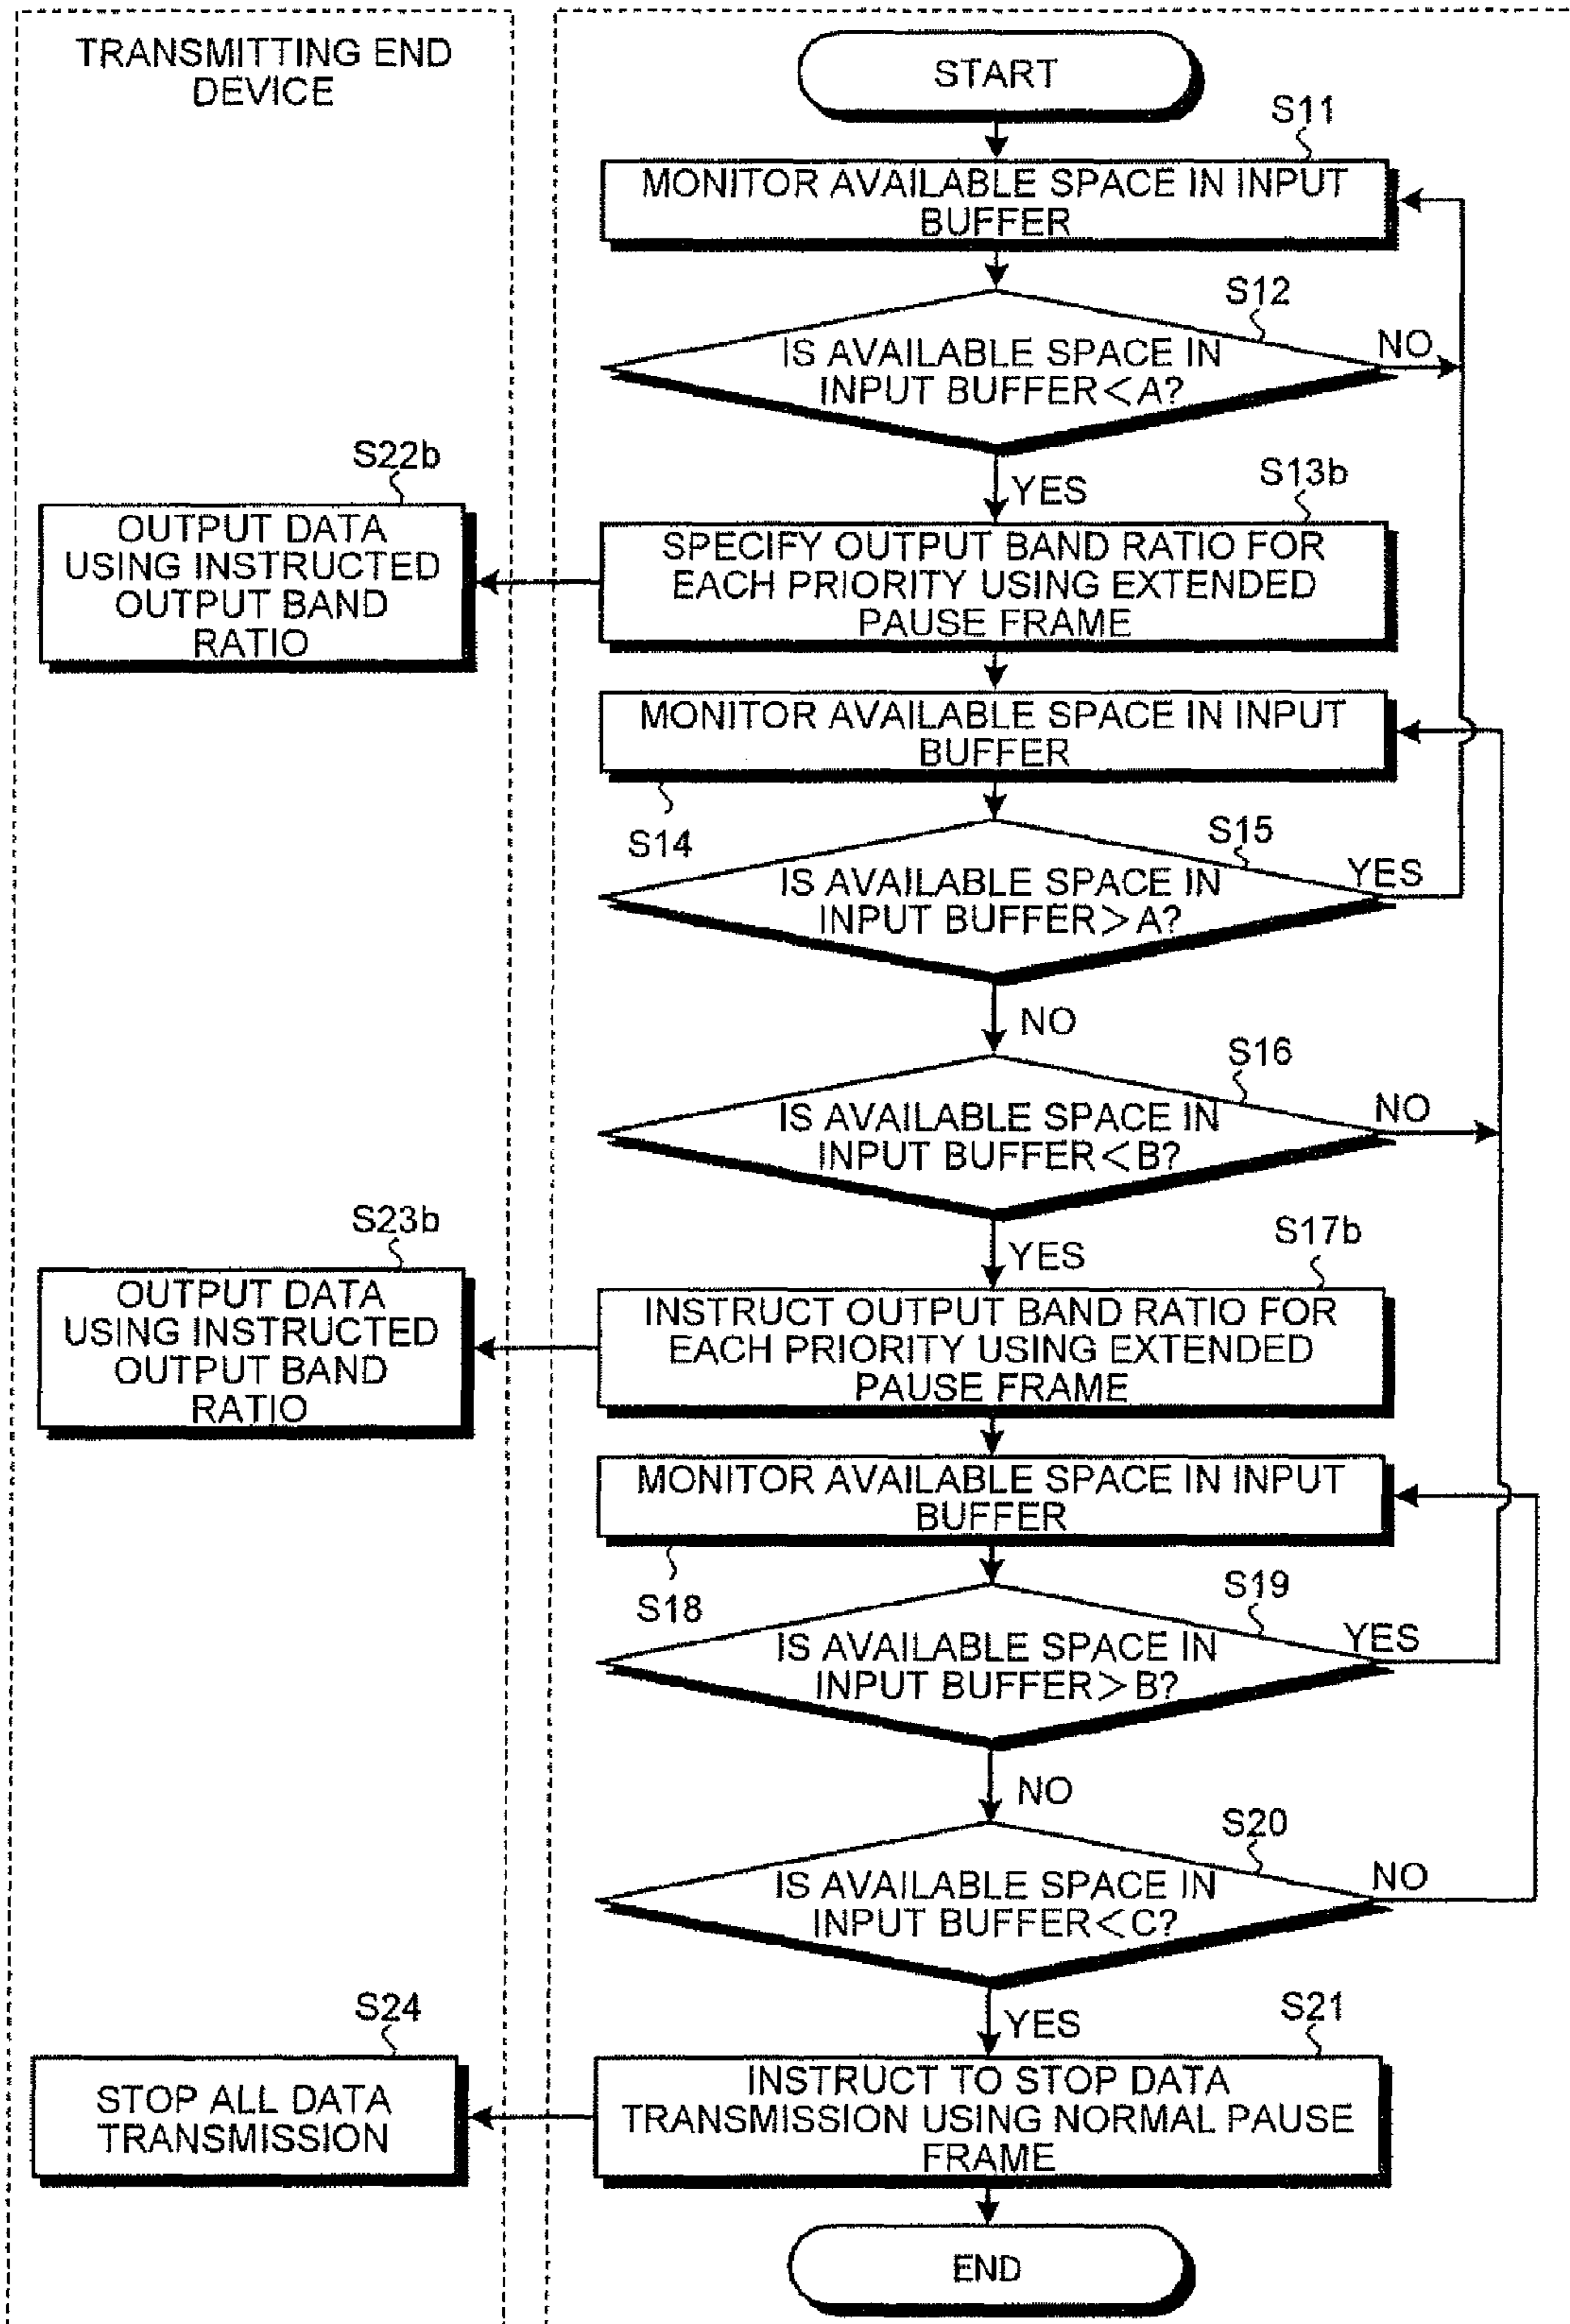 TRANSMITTING END
DEVICE
START
S11
MONITOR AVAILABLE SPACE IN INPUT
BUFFER
S12
IS AVAILABLE SPACE IN
INPUT BUFFER<A?
NO
YES
S22b
OUTPUT DATA
USING INSTRUCTED
OUTPUT BAND
RATIO
S13b
SPECIFY OUTPUT BAND RATIO FOR
EACH PRIORITY USING EXTENDED
PAUSE FRAME
MONITOR AVAILABLE SPACE IN INPUT
BUFFER
S14
S15
IS AVAILABLE SPACE IN
INPUT BUFFER>A?
YES
NO
S16
IS AVAILABLE SPACE IN
INPUT BUFFER<B?
NO
YES
S23b
OUTPUT DATA
USING INSTRUCTED
OUTPUT BAND
RATIO
S17b
INSTRUCT OUTPUT BAND RATIO FOR
EACH PRIORITY USING EXTENDED
PAUSE FRAME
MONITOR AVAILABLE SPACE IN INPUT
BUFFER
S18
S19
IS AVAILABLE SPACE IN
INPUT BUFFER>B?
YES
NO
S20
IS AVAILABLE SPACE IN
INPUT BUFFER<C?
NO
YES
S24
STOP ALL DATA
TRANSMISSION
S21
INSTRUCT TO STOP DATA
TRANSMISSION USING NORMAL PAUSE
FRAME
END